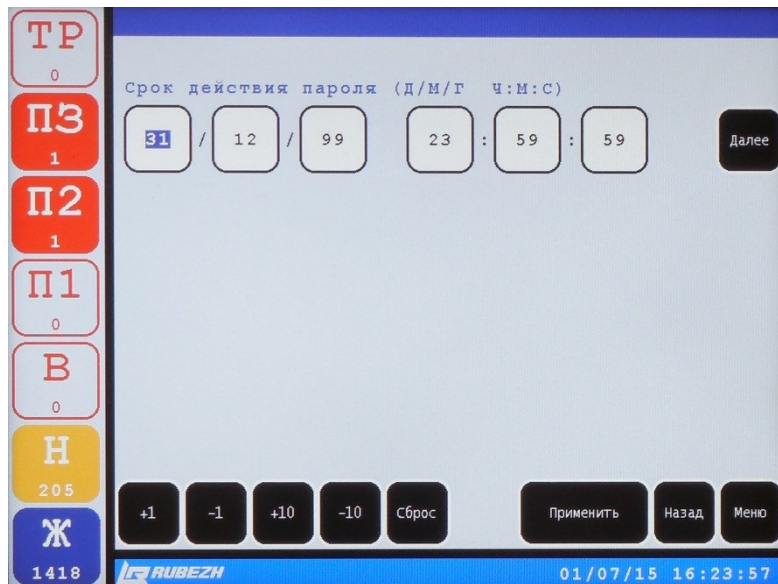 ТР
0
ПЗ
1
П2
1
П1
0
В
0
Н
205
Ж
1418
Срок действия пароля (Д/М/Г Ч:М:С)
31 / 12 / 99 23 : 59 : 59
Далее
+1 -1 +10 -10 Сброс Применить Назад Меню
RUBEZH 01/07/15 16:23:57